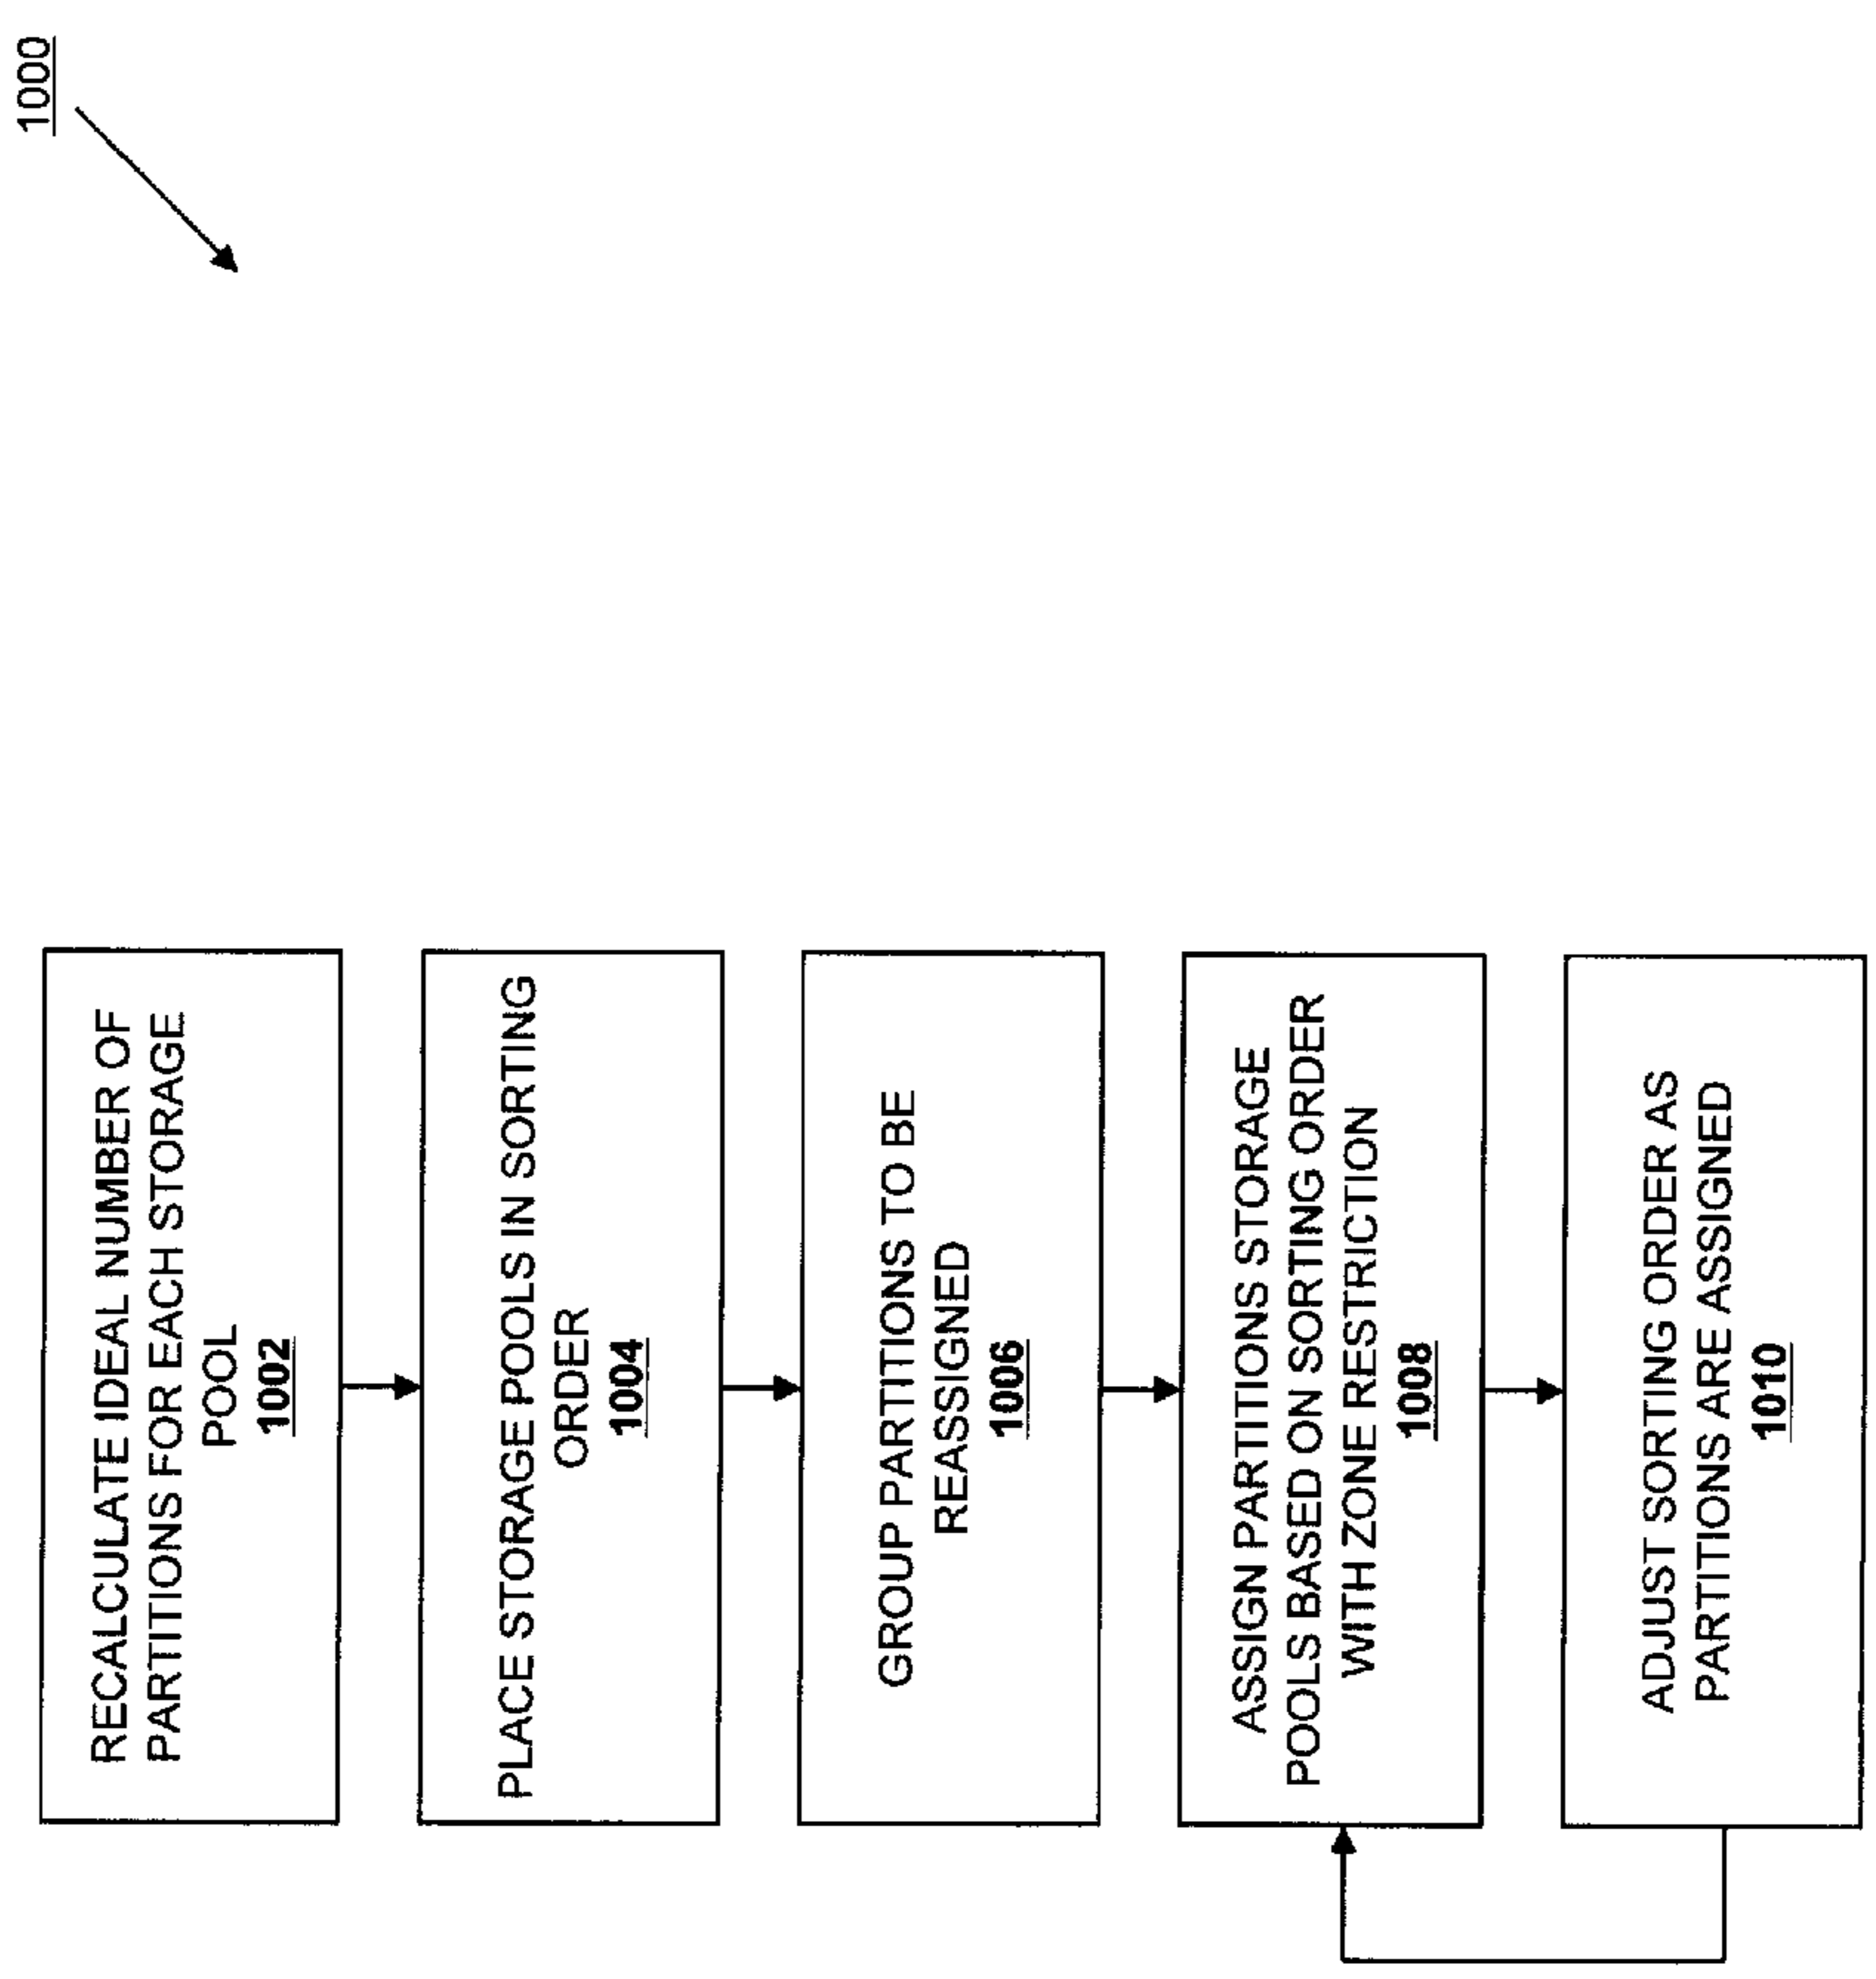 1000
RECALCULATE IDEAL NUMBER OF
PARTITIONS FOR EACH STORAGE
POOL
1002
PLACE STORAGE POOLS IN SORTING
ORDER
1004
GROUP PARTITIONS TO BE
REASSIGNED
1006
ASSIGN PARTITIONS STORAGE
POOLS BASED ON SORTING ORDER
WITH ZONE RESTRICTION
1008
ADJUST SORTING ORDER AS
PARTITIONS ARE ASSIGNED
1010